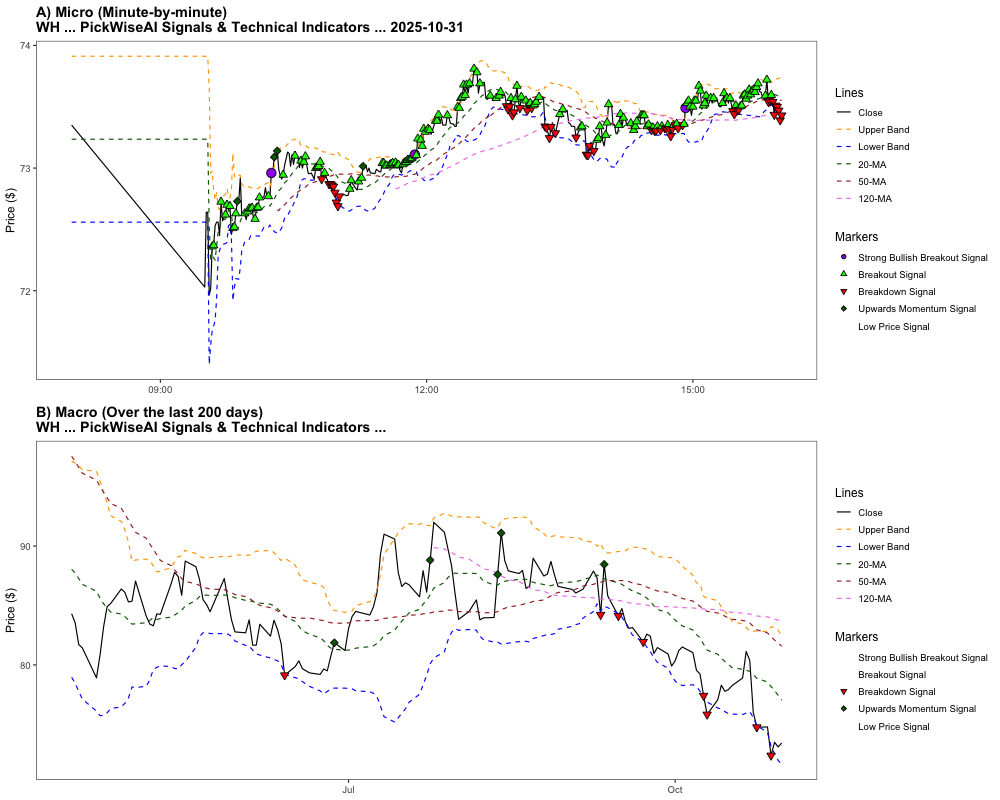 A) Micro (Minute-by-minute)
WH ... PickWiseAI Signals & Technical Indicators ... 2025-10-31
74
73
72
Price ($)
09:00
12:00
15:00
Lines
Close
Upper Band
Lower Band
20-MA
50-MA
120-MA
Markers
Strong Bullish Breakout Signal
Breakout Signal
Breakdown Signal
Upwards Momentum Signal
Low Price Signal
B) Macro (Over the last 200 days)
WH ... PickWiseAI Signals & Technical Indicators ...
90
80
Price ($)
Jul
Oct
Lines
Close
Upper Band
Lower Band
20-MA
50-MA
120-MA
Markers
Strong Bullish Breakout Signal
Breakout Signal
Breakdown Signal
Upwards Momentum Signal
Low Price Signal